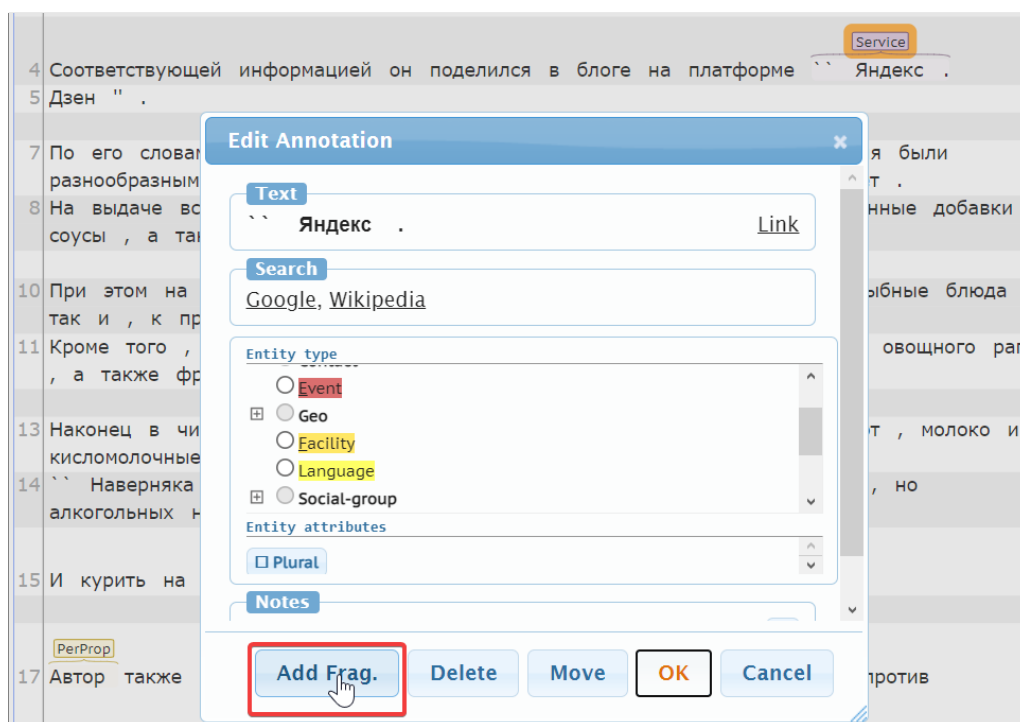 Service
4 Соответствующей информацией он поделился в блоге на платформе `` Яндекс .
5 Дзен " .
Edit Annotation
7 По его словам я были
разнообразным т .
8 На выдаче вс нные добавки
соусы , а так
10 При этом на ыбные блюда
так и , к пр
11 Кроме того , овощного раг
, а также фр
13 Наконец в чи от , молоко и
кисломолочные
14 `` Наверняка , но
алкогольных н
15 И курить на
PerProp
17 Автор также против
Text
`` Яндекс . Link
Search
Google, Wikipedia
Entity type
Event
Geo
Facility
Language
Social-group
Entity attributes
Plural
Notes
Add Frag. Delete Move OK Cancel